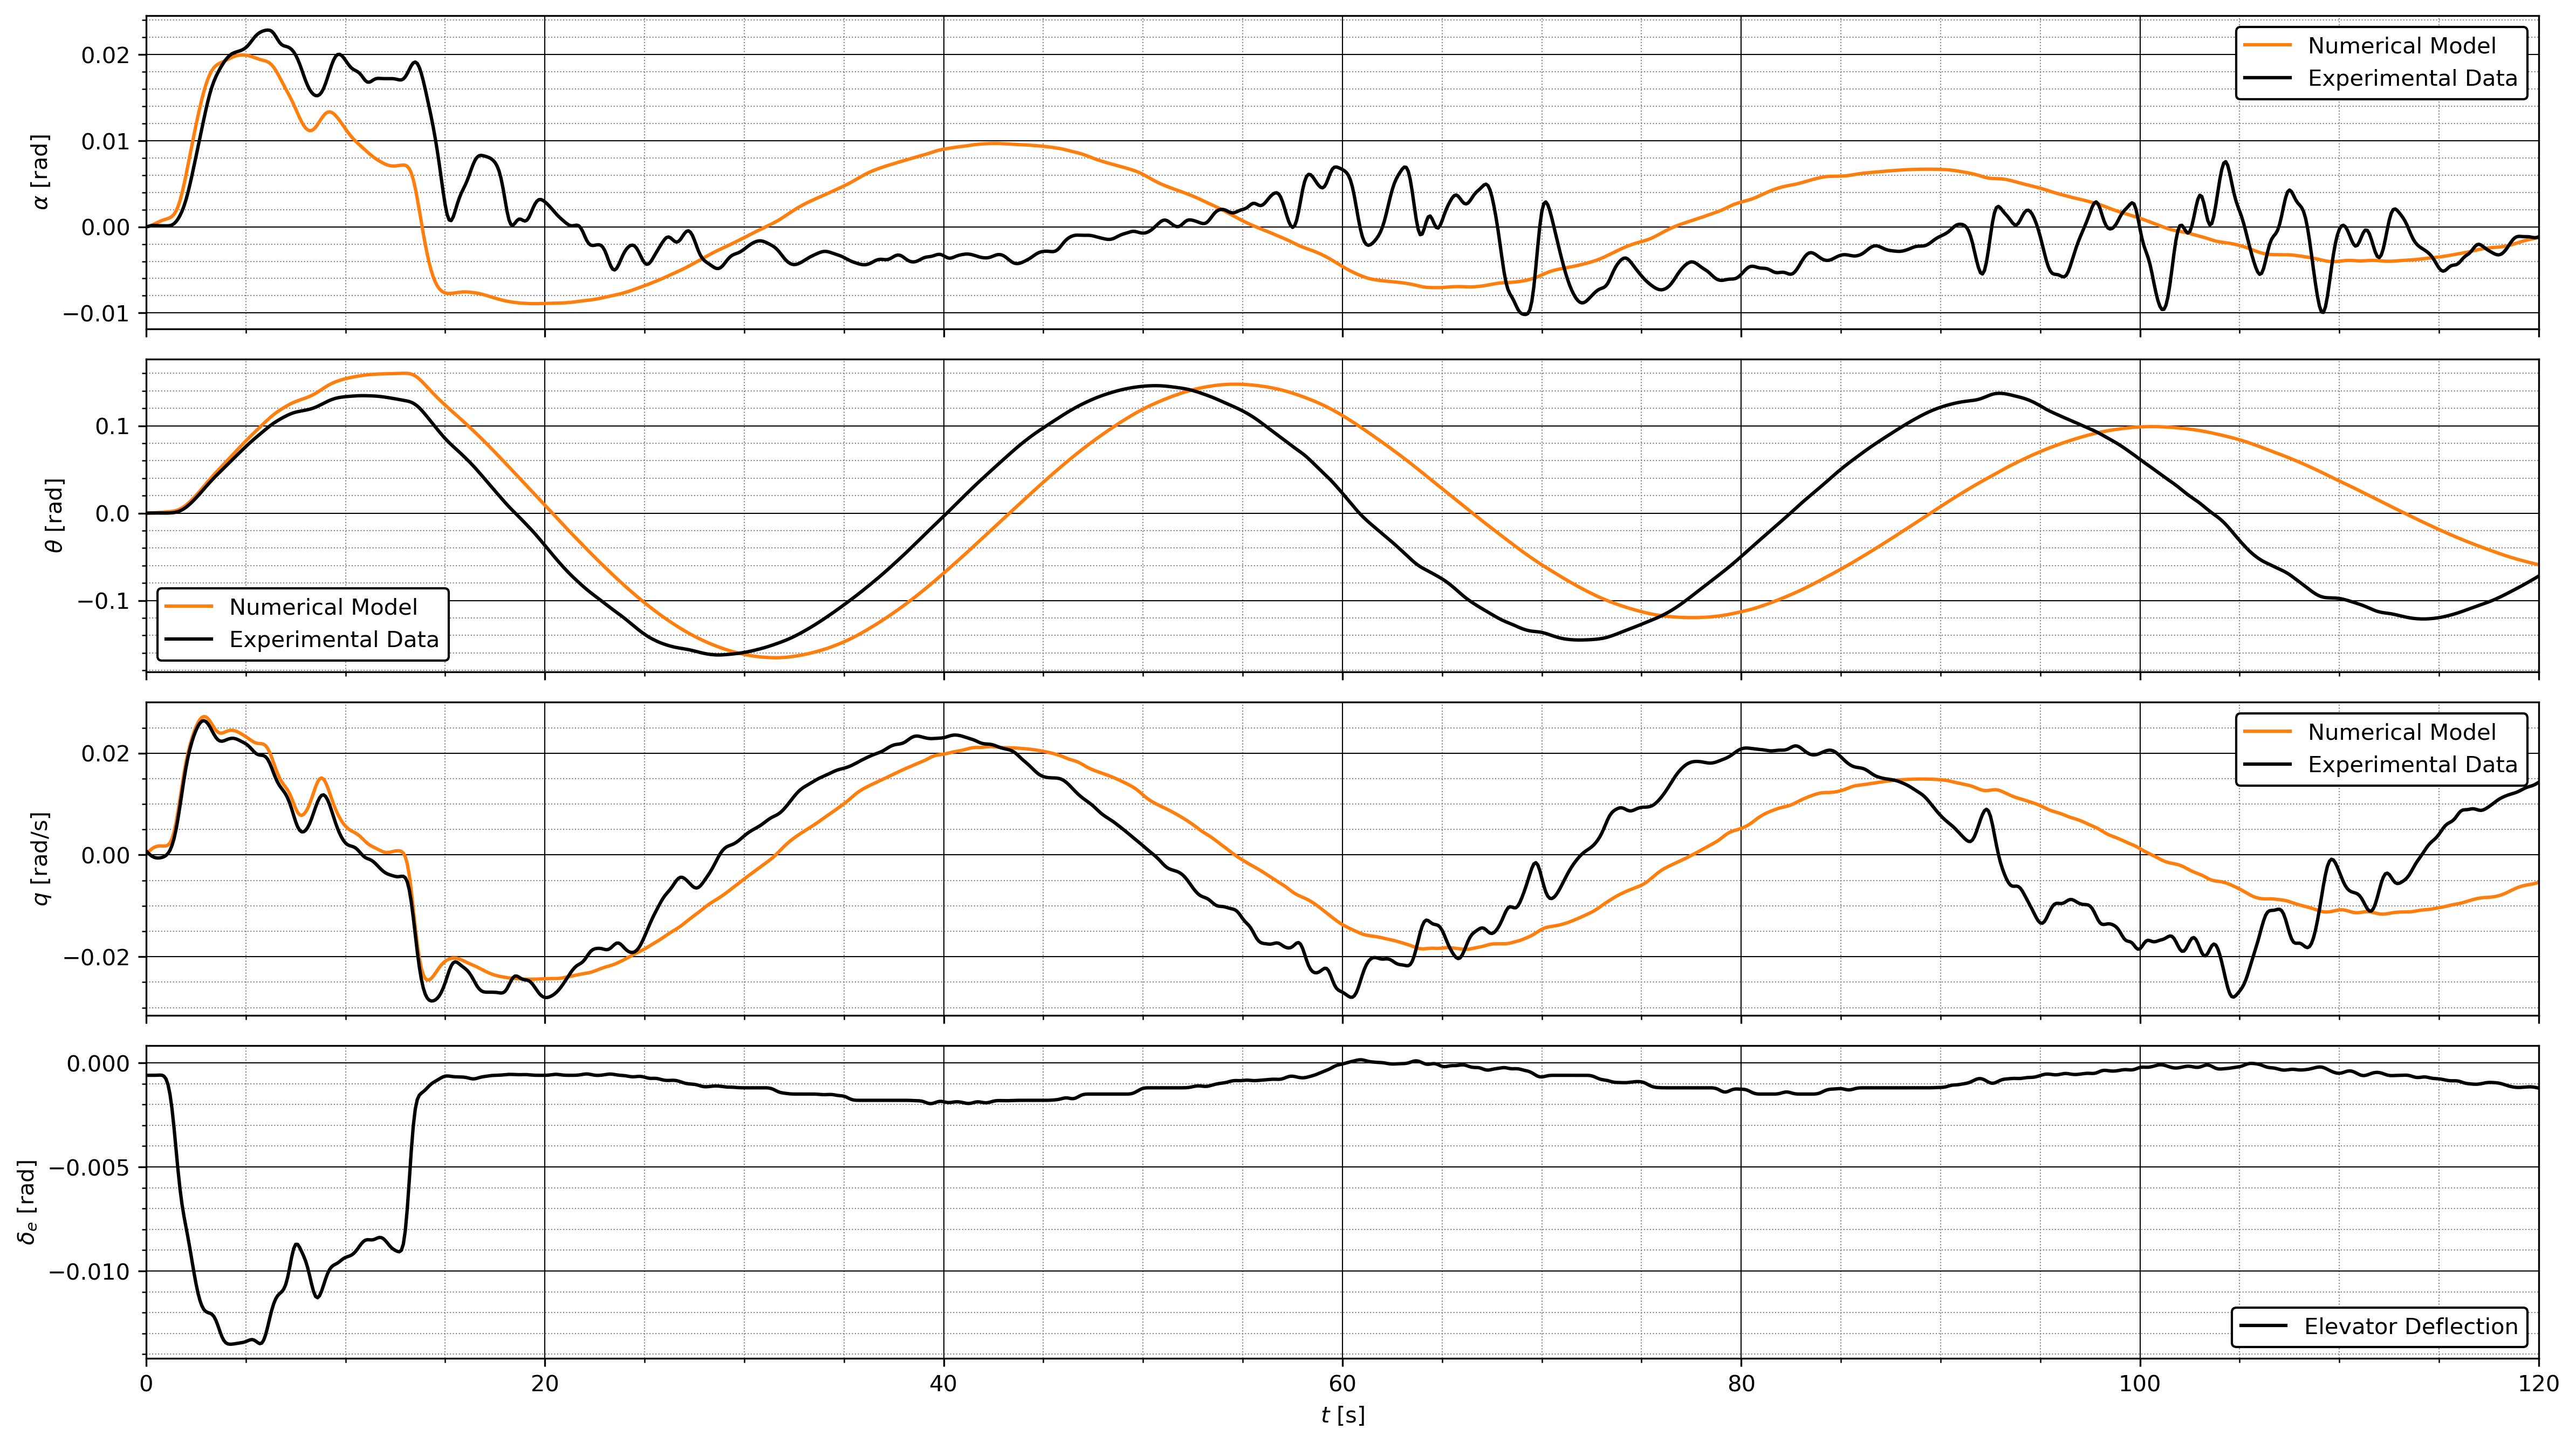 0.02
0.01
0.00
−0.01
α [rad]
Numerical Model
Experimental Data
0.1
0.0
−0.1
θ [rad]
Numerical Model
Experimental Data
0.02
0.00
−0.02
q [rad/s]
Numerical Model
Experimental Data
0.000
−0.005
−0.010
δₑ [rad]
Elevator Deflection
0 20 40 60 80 100 120
t [s]